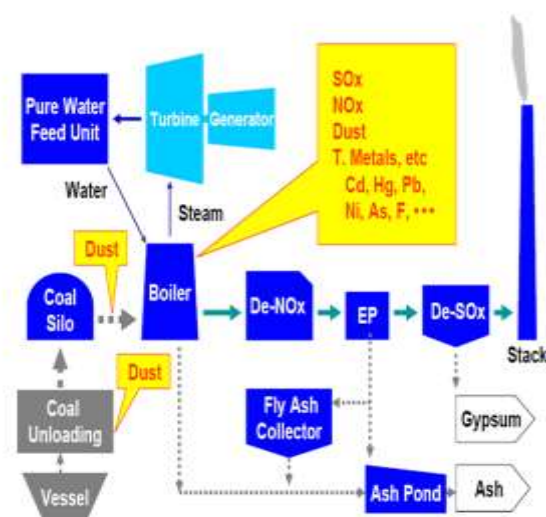 SOx
NOx
Dust
T. Metals, etc
Cd, Hg, Pb,
Ni, As, F, •••
Pure Water
Feed Unit
Turbine
Generator
Water
Steam
Dust
Coal
Silo
Boiler
De-NOx
EP
De-SOx
Stack
Dust
Coal
Unloading
Fly Ash
Collector
Gypsum
Vessel
Ash Pond
Ash